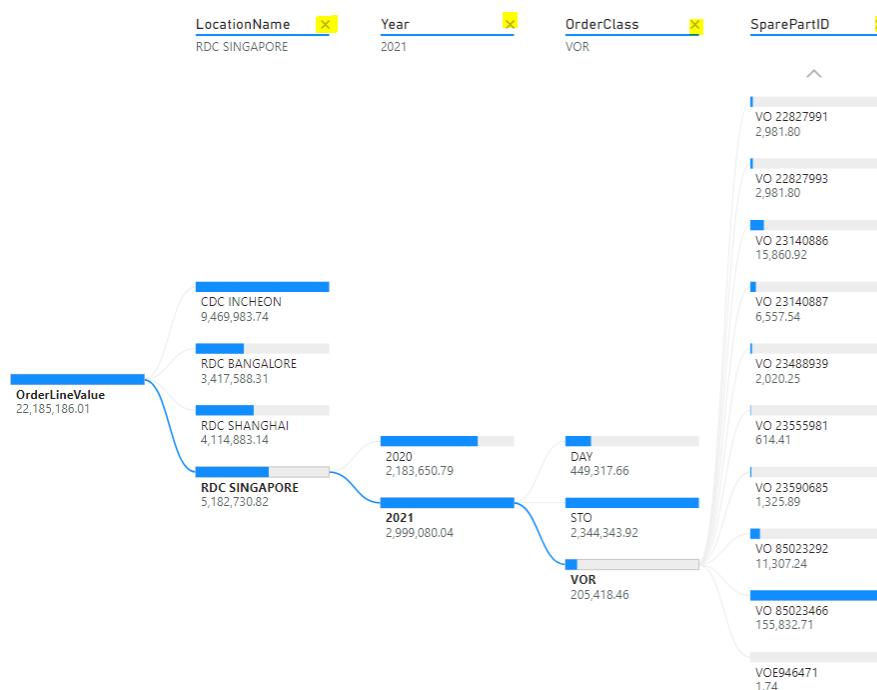 LocationName
RDC SINGAPORE
Year
2021
OrderClass
VOR
SparePartID
OrderLineValue
22,185,186.01
CDC INCHEON
9,469,983.74
RDC BANGALORE
3,417,588.31
RDC SHANGHAI
4,114,883.14
RDC SINGAPORE
5,182,730.82
2020
2,183,650.79
2021
2,999,080.04
DAY
449,317.66
STO
2,344,343.92
VOR
205,418.46
VO 22827991
2,981.80
VO 22827993
2,981.80
VO 23140886
15,860.92
VO 23140887
6,557.54
VO 23488939
2,020.25
VO 23555981
614.41
VO 23590685
1,325.89
VO 85023292
11,307.24
VO 85023466
155,832.71
VOE946471
1.74